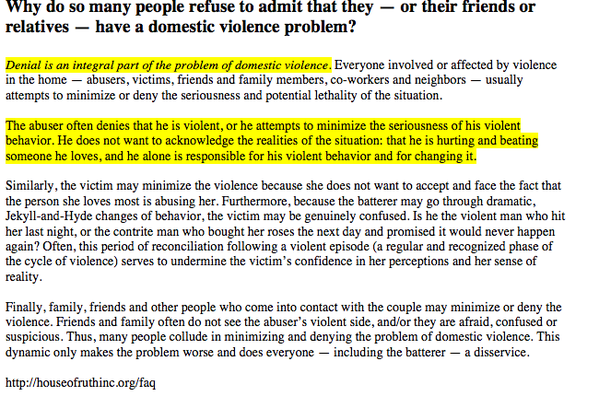 Why do so many people refuse to admit that they — or their friends or
relatives — have a domestic violence problem?
Denial is an integral part of the problem of domestic violence. Everyone involved or affected by violence
in the home — abusers, victims, friends and family members, co-workers and neighbors — usually
attempts to minimize or deny the seriousness and potential lethality of the situation.
The abuser often denies that he is violent, or he attempts to minimize the seriousness of his violent
behavior. He does not want to acknowledge the realities of the situation: that he is hurting and beating
someone he loves, and he alone is responsible for his violent behavior and for changing it.
Similarly, the victim may minimize the violence because she does not want to accept and face the fact that
the person she loves most is abusing her. Furthermore, because the batterer may go through dramatic,
Jekyll-and-Hyde changes of behavior, the victim may be genuinely confused. Is he the violent man who hit
her last night, or the contrite man who bought her roses the next day and promised it would never happen
again? Often, this period of reconciliation following a violent episode (a regular and recognized phase of
the cycle of violence) serves to undermine the victim's confidence in her perceptions and her sense of
reality.
Finally, family, friends and other people who come into contact with the couple may minimize or deny the
violence. Friends and family often do not see the abuser's violent side, and/or they are afraid, confused or
suspicious. Thus, many people collude in minimizing and denying the problem of domestic violence. This
dynamic only makes the problem worse and does everyone — including the batterer — a disservice.
http://houseofruthinc.org/faq